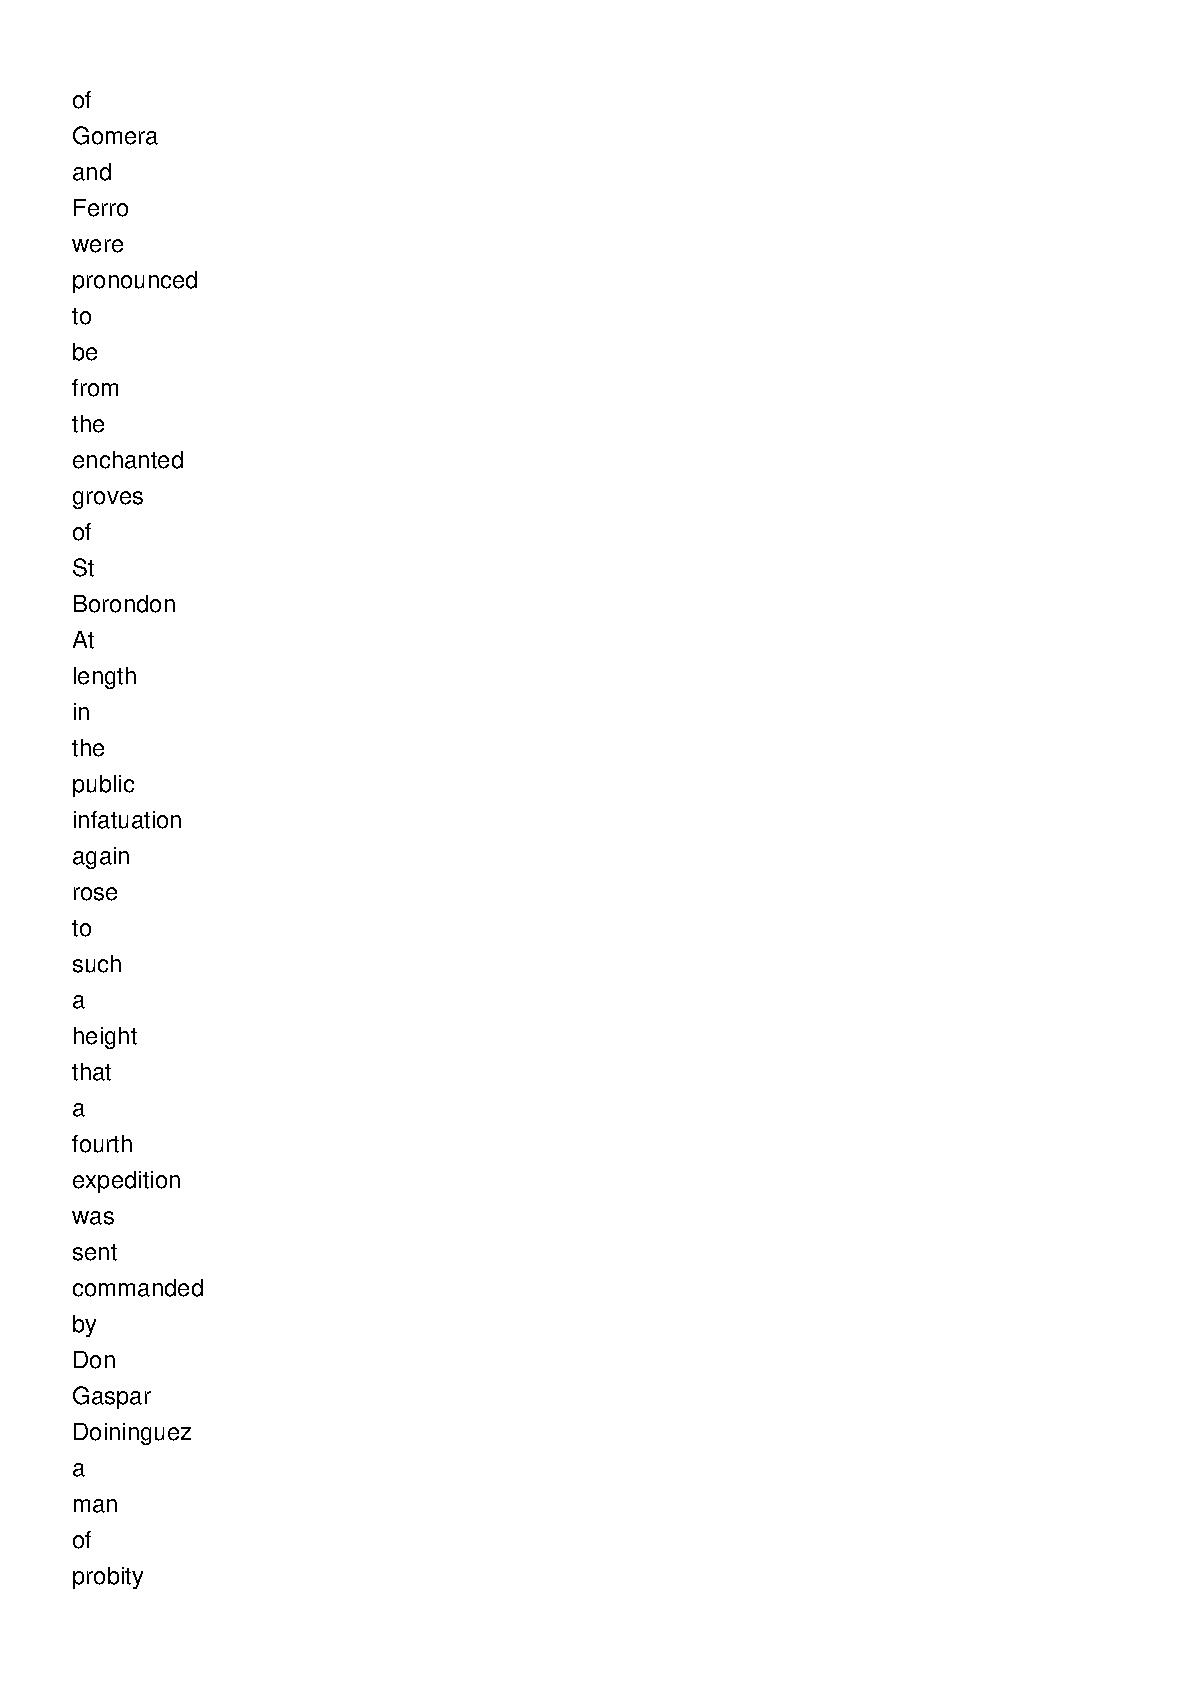 of
Gomera
and
Ferro
were
pronounced
to
be
from
the
enchanted
groves
of
St
Borondon
At
length
in
the
public
infatuation
again
rose
to
such
a
height
that
a
fourth
expedition
was
sent
commanded
by
Don
Gaspar
Doininguez
a
man
of
probity